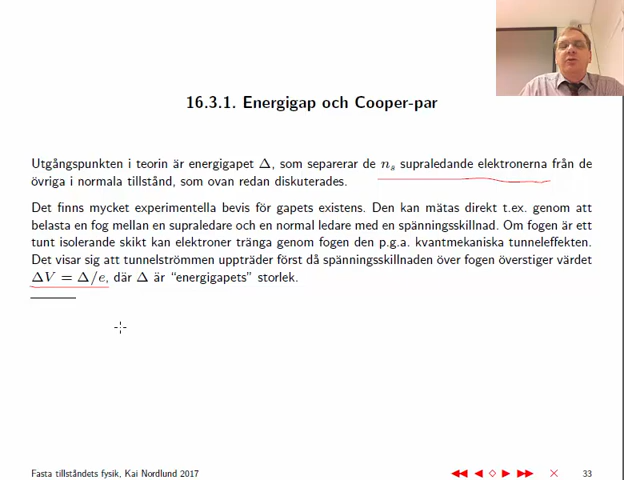 16.3.1. Energigap och Cooper-par
Utgångspunkten i teorin är energigapet Δ, som separerar de nₛ supraledande elektronerna från de
övriga i normala tillstånd, som ovan redan diskuterades.
Det finns mycket experimentella bevis för gapets existens. Den kan mätas direkt t.ex. genom att
belasta en fog mellan en supraledare och en normal ledare med en spänningsskillnad. Om fogen är ett
tunt isolerande skikt kan elektroner tränga genom fogen den p.g.a. kvantmekaniska tunneleffekten.
Det visar sig att tunnelströmmen uppträder först då spänningsskillnaden över fogen överstiger värdet
ΔV = Δ/e, där Δ är “energigapets” storlek.
Fasta tillståndets fysik, Kai Nordlund 2017
33